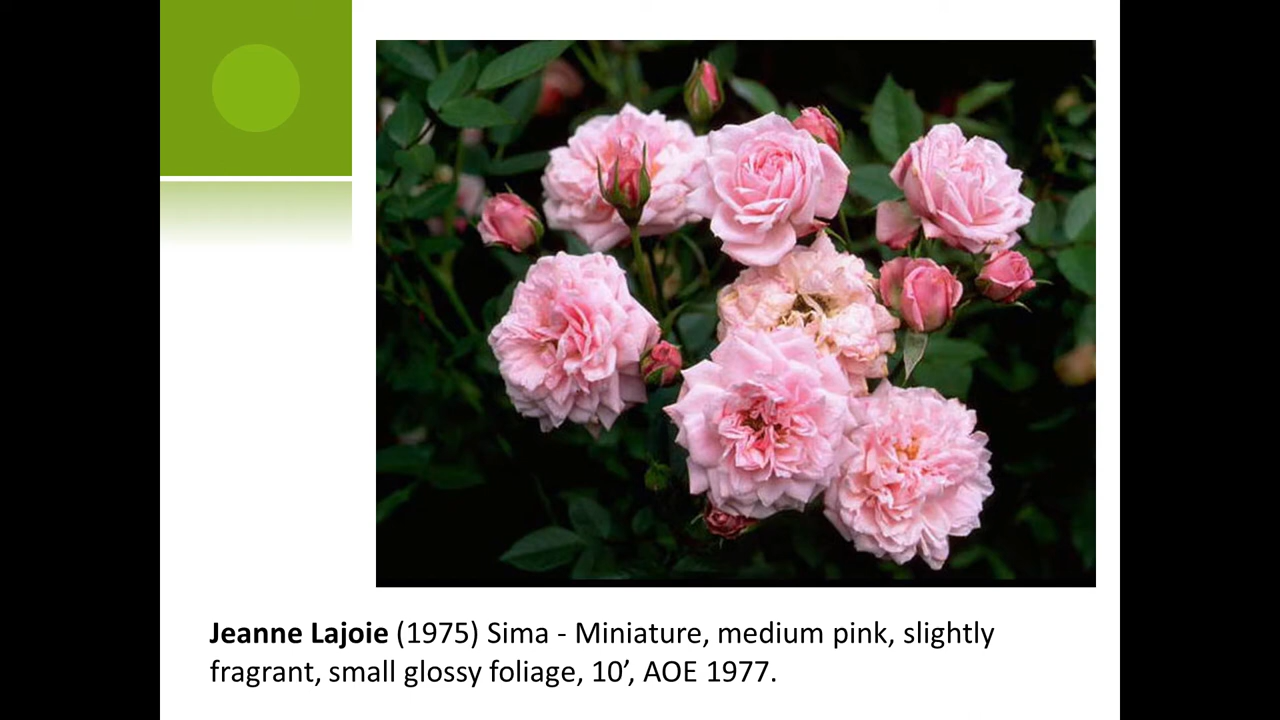 Jeanne Lajoie (1975) Sima - Miniature, medium pink, slightly
fragrant, small glossy foliage, 10’, AOE 1977.